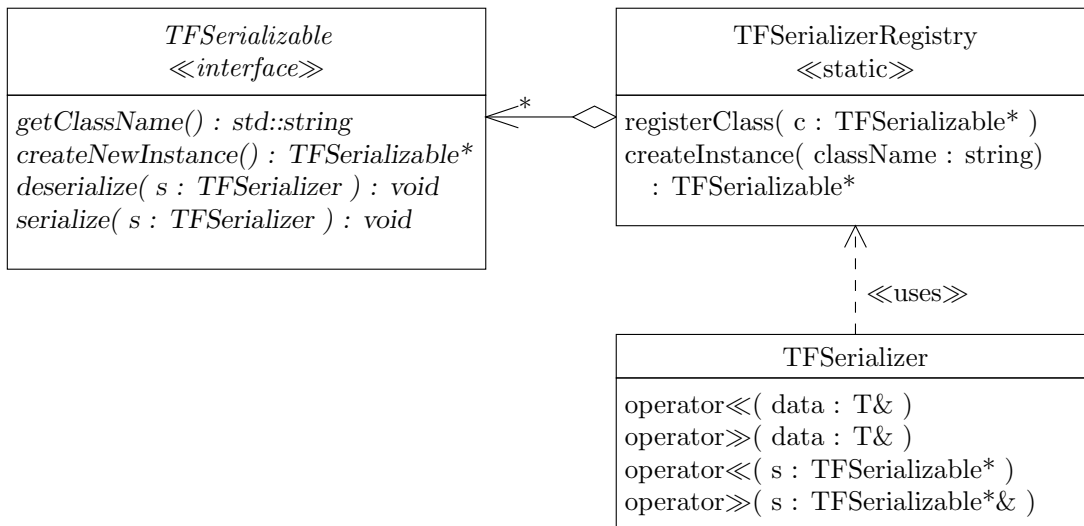 TFSerializable
≪interface≫
getClassName() : std::string
createNewInstance() : TFSerializable*
deserialize( s : TFSerializer ) : void
serialize( s : TFSerializer ) : void
*
TFSerializerRegistry
≪static≫
registerClass( c : TFSerializable* )
createInstance( className : string)
: TFSerializable*
≪uses≫
TFSerializer
operator≪( data : T& )
operator≫( data : T& )
operator≪( s : TFSerializable* )
operator≫( s : TFSerializable*& )